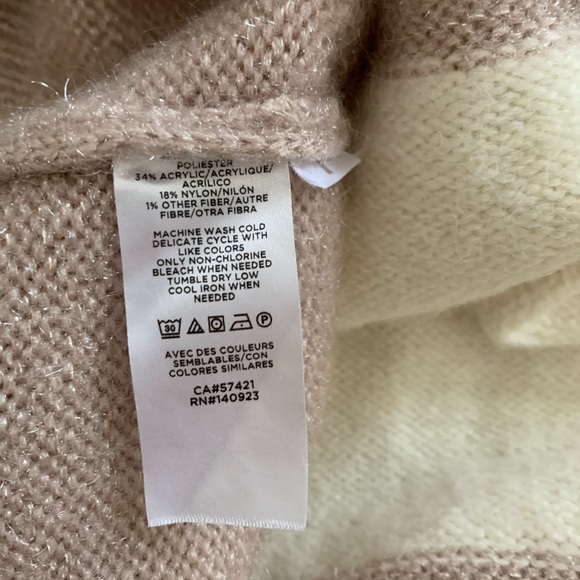 POLIESTER
34% ACRYLIC/ACRYLIQUE/
ACRÍLICO
18% NYLON/NILÓN
1% OTHER FIBER/AUTRE
FIBRE/OTRA FIBRA
MACHINE WASH COLD
DELICATE CYCLE WITH
LIKE COLORS
ONLY NON-CHLORINE
BLEACH WHEN NEEDED
TUMBLE DRY LOW
COOL IRON WHEN
NEEDED
30 P
AVEC DES COULEURS
SEMBLABLES/CON
COLORES SIMILARES
CA#57421
RN#140923